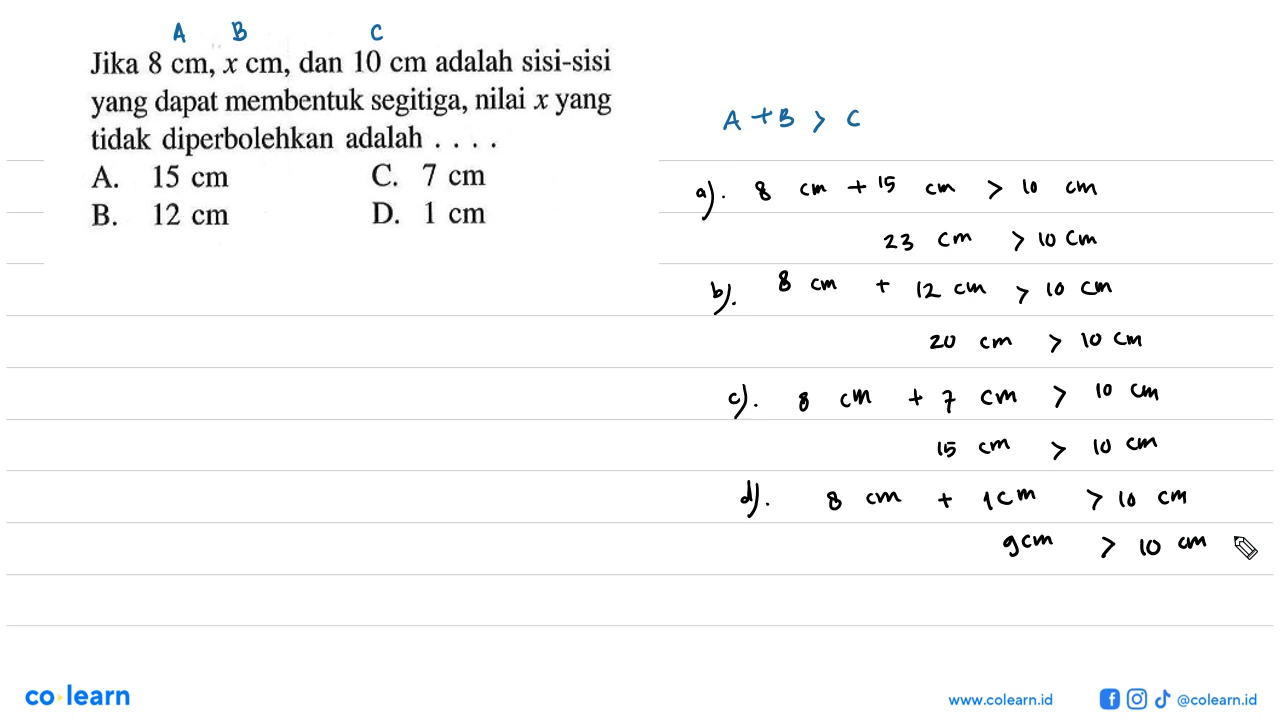 A B C
Jika 8 cm, x cm, dan 10 cm adalah sisi-sisi
yang dapat membentuk segitiga, nilai x yang
tidak diperbolehkan adalah . . . .
A. 15 cm C. 7 cm
B. 12 cm D. 1 cm
A + B > C
a). 8 cm + 15 cm > 10 cm
23 cm > 10 cm
b). 8 cm + 12 cm > 10 cm
20 cm > 10 cm
c). 8 cm + 7 cm > 10 cm
15 cm > 10 cm
d). 8 cm + 1 cm > 10 cm
9 cm > 10 cm
co learn
www.colearn.id
@colearn.id